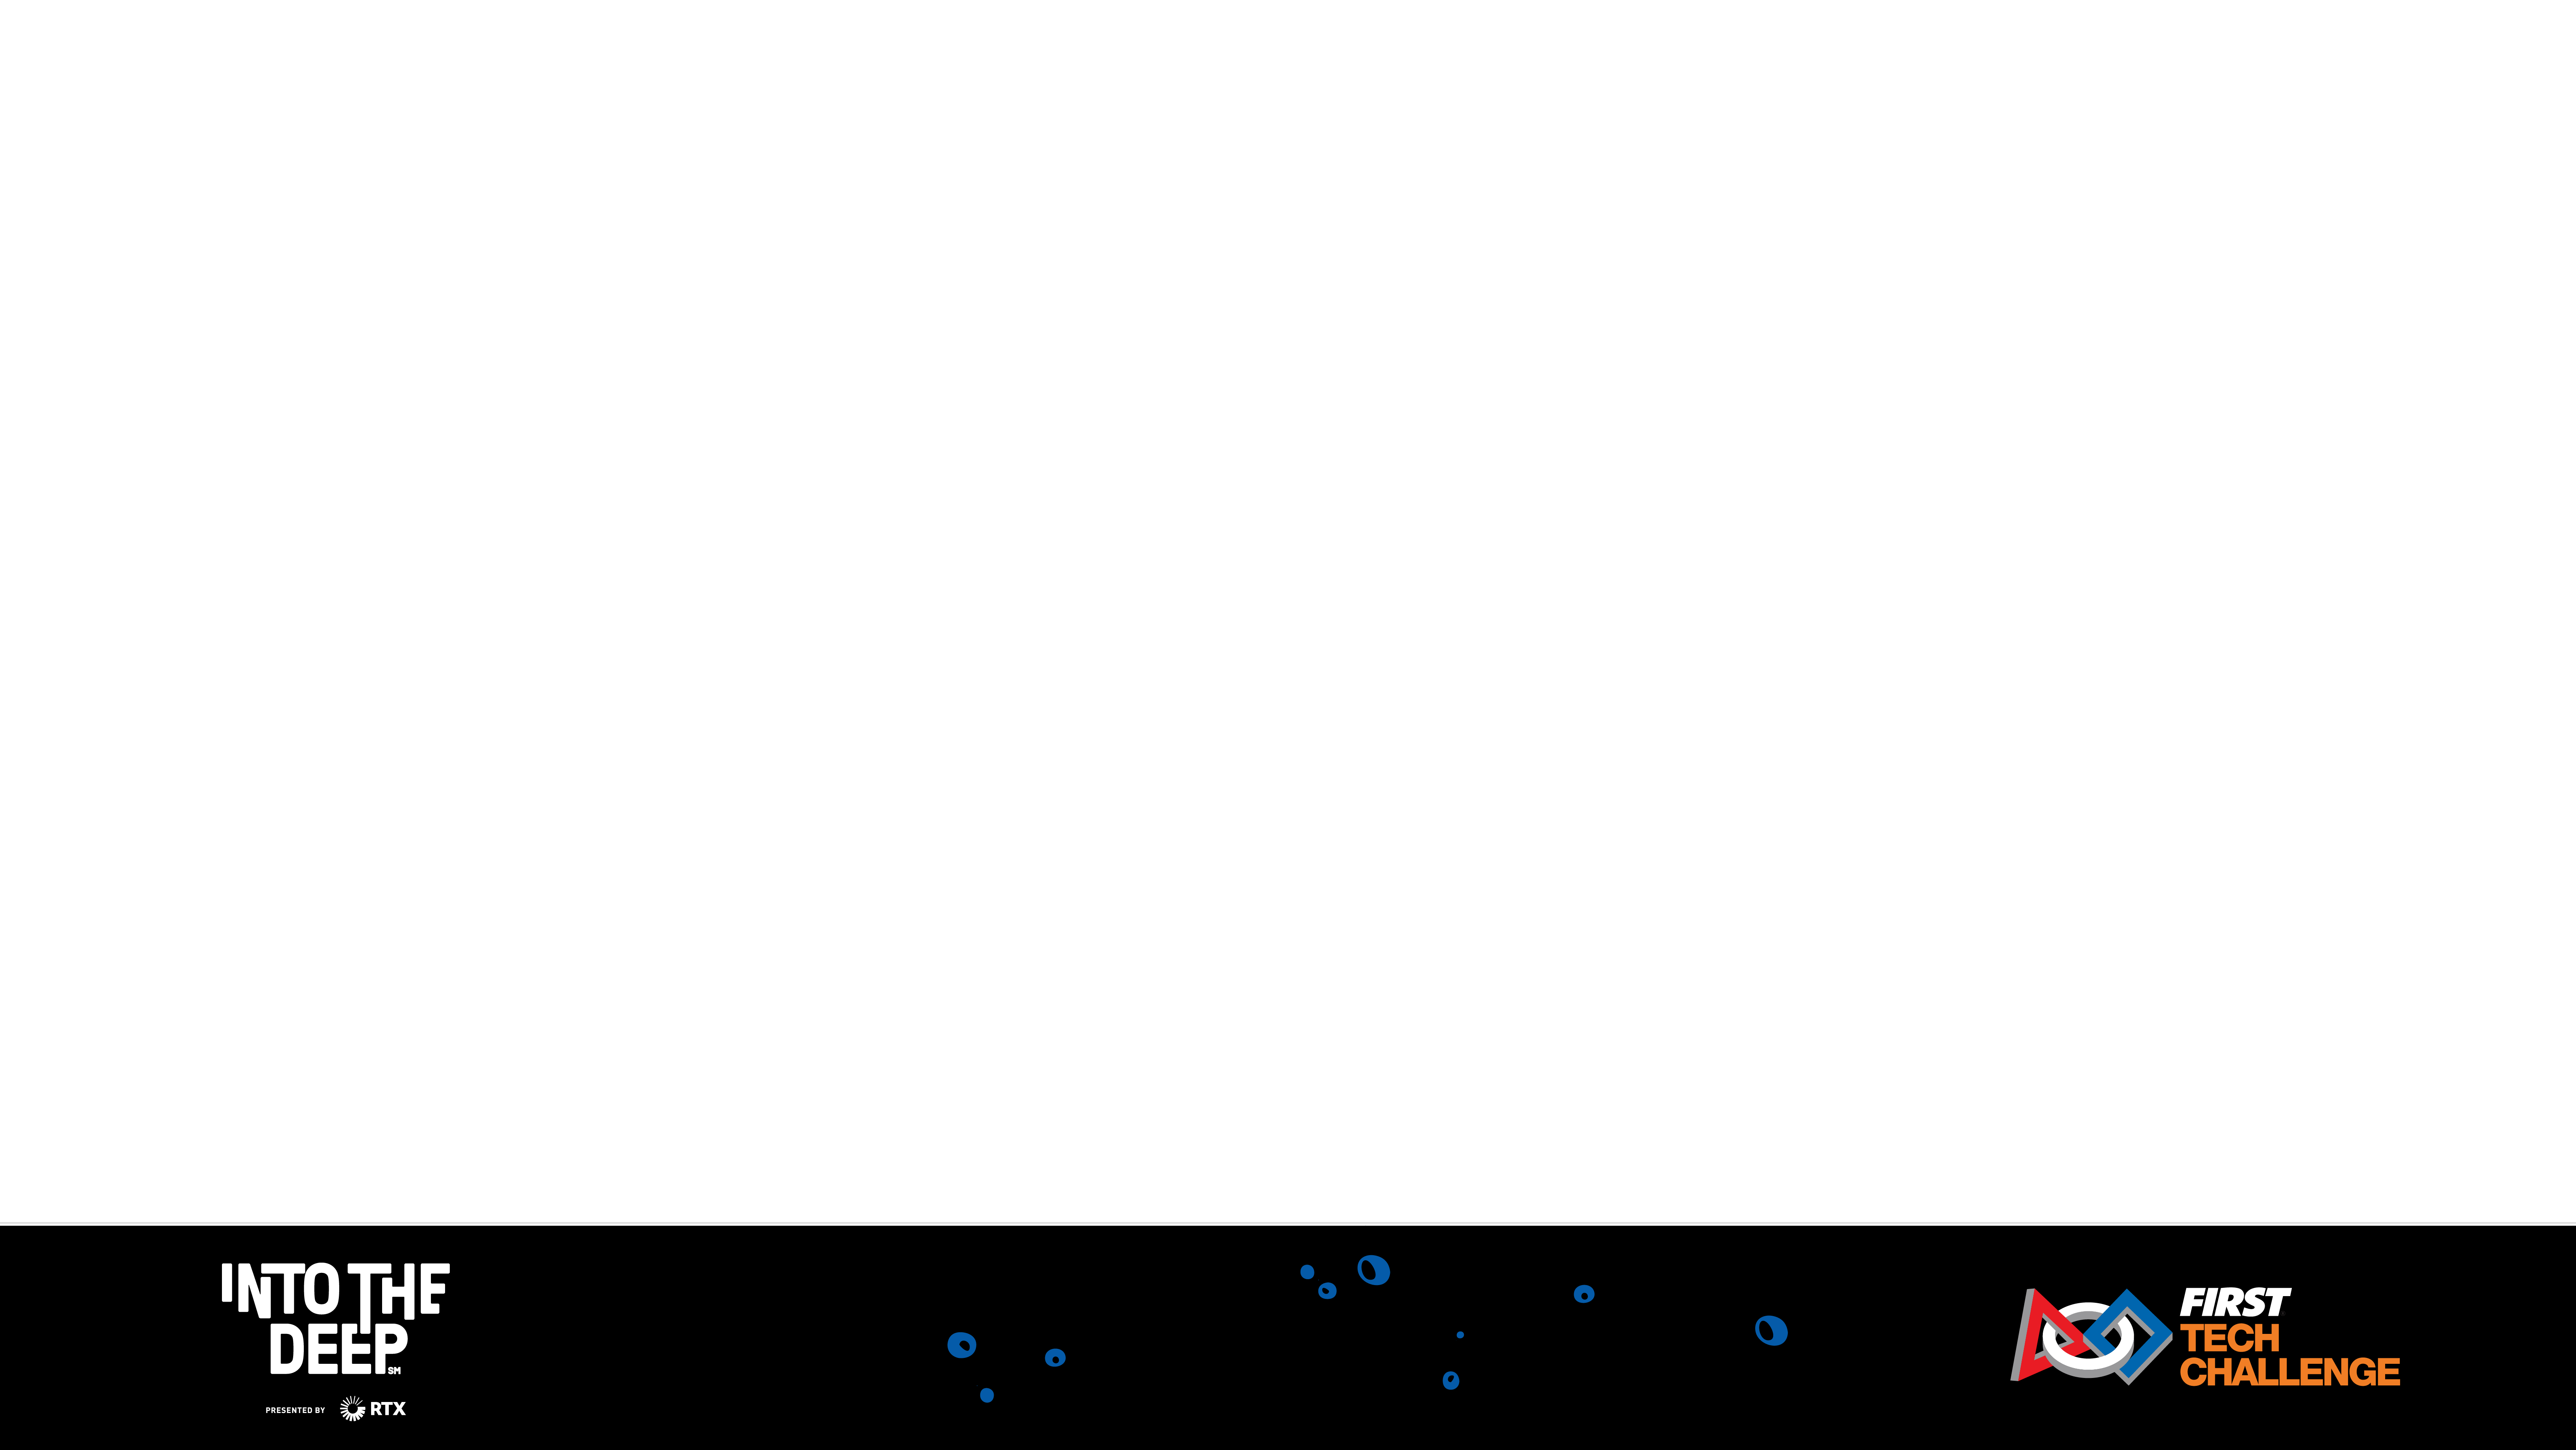 INTO THE
DEEP SM
PRESENTED BY RTX
FIRST
TECH
CHALLENGE